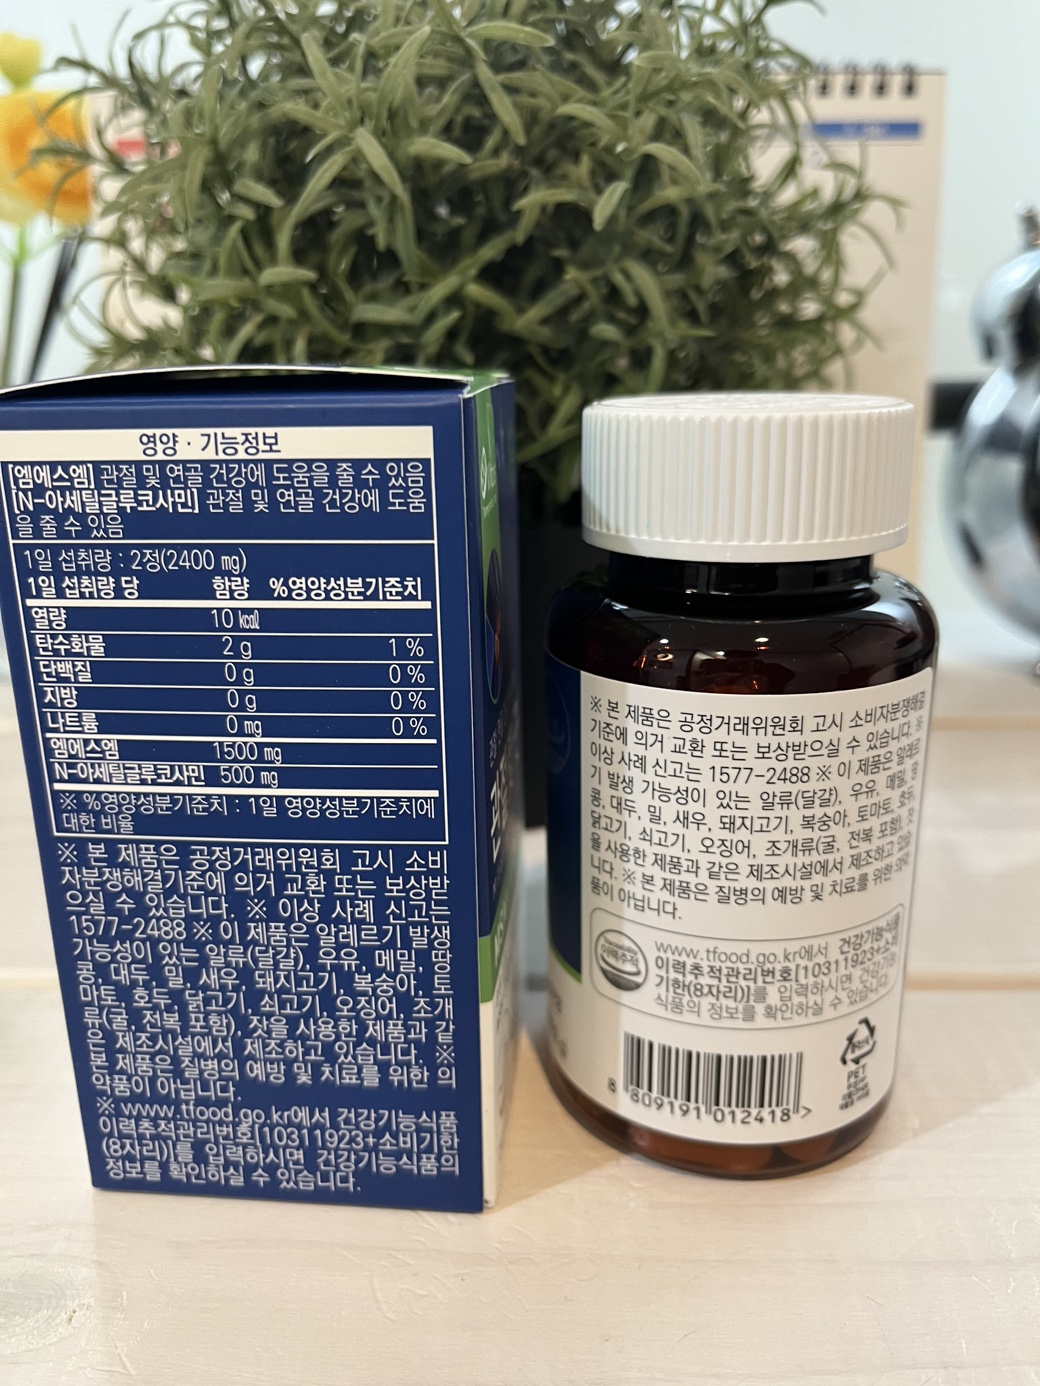 영양 · 기능정보
[엠에스엠] 관절 및 연골 건강에 도움을 줄 수 있음
[N-아세틸글루코사민] 관절 및 연골 건강에 도움
을 줄 수 있음
1일 섭취량 : 2정(2400 mg)
1일 섭취량 당 함량 %영양성분기준치
열량 10 kcal
탄수화물 2 g 1 %
단백질 0 g 0 %
지방 0 g 0 %
나트륨 0 mg 0 %
엠에스엠 1500 mg
N-아세틸글루코사민 500 mg
※ %영양성분기준치 : 1일 영양성분기준치에
대한 비율
※ 본 제품은 공정거래위원회 고시 소비
자분쟁해결기준에 의거 교환 또는 보상받
으실 수 있습니다. ※ 이상 사례 신고는
1577-2488 ※ 이 제품은 알레르기 발생
가능성이 있는 알류(달걀), 우유, 메밀, 땅
콩, 대두, 밀, 새우, 돼지고기, 복숭아, 토
마토, 호두, 닭고기, 쇠고기, 오징어, 조개
류(굴, 전복 포함), 잣을 사용한 제품과 같
은 제조시설에서 제조하고 있습니다. ※
본 제품은 질병의 예방 및 치료를 위한 의
약품이 아닙니다.
※ www.tfood.go.kr에서 건강기능식품
이력추적관리번호[10311923+소비기한
(8자리)]를 입력하시면 건강기능식품의
정보를 확인하실 수 있습니다.
※ 본 제품은 공정거래위원회 고시 소비자분쟁해결
기준에 의거 교환 또는 보상받으실 수 있습니다. ※
이상 사례 신고는 1577-2488 ※ 이 제품은 알레르
기 발생 가능성이 있는 알류(달걀), 우유, 메밀, 땅
콩, 대두, 밀, 새우, 돼지고기, 복숭아, 토마토, 호두,
닭고기, 쇠고기, 오징어, 조개류(굴, 전복 포함), 잣
을 사용한 제품과 같은 제조시설에서 제조하고 있습
니다. ※ 본 제품은 질병의 예방 및 치료를 위한 의약
품이 아닙니다.
이력추적
www.tfood.go.kr에서 건강기능식품
이력추적관리번호[10311923+소비
기한(8자리)]를 입력하시면 건강기능
식품의 정보를 확인하실 수 있습니다.
8 809191 012418 >
PET